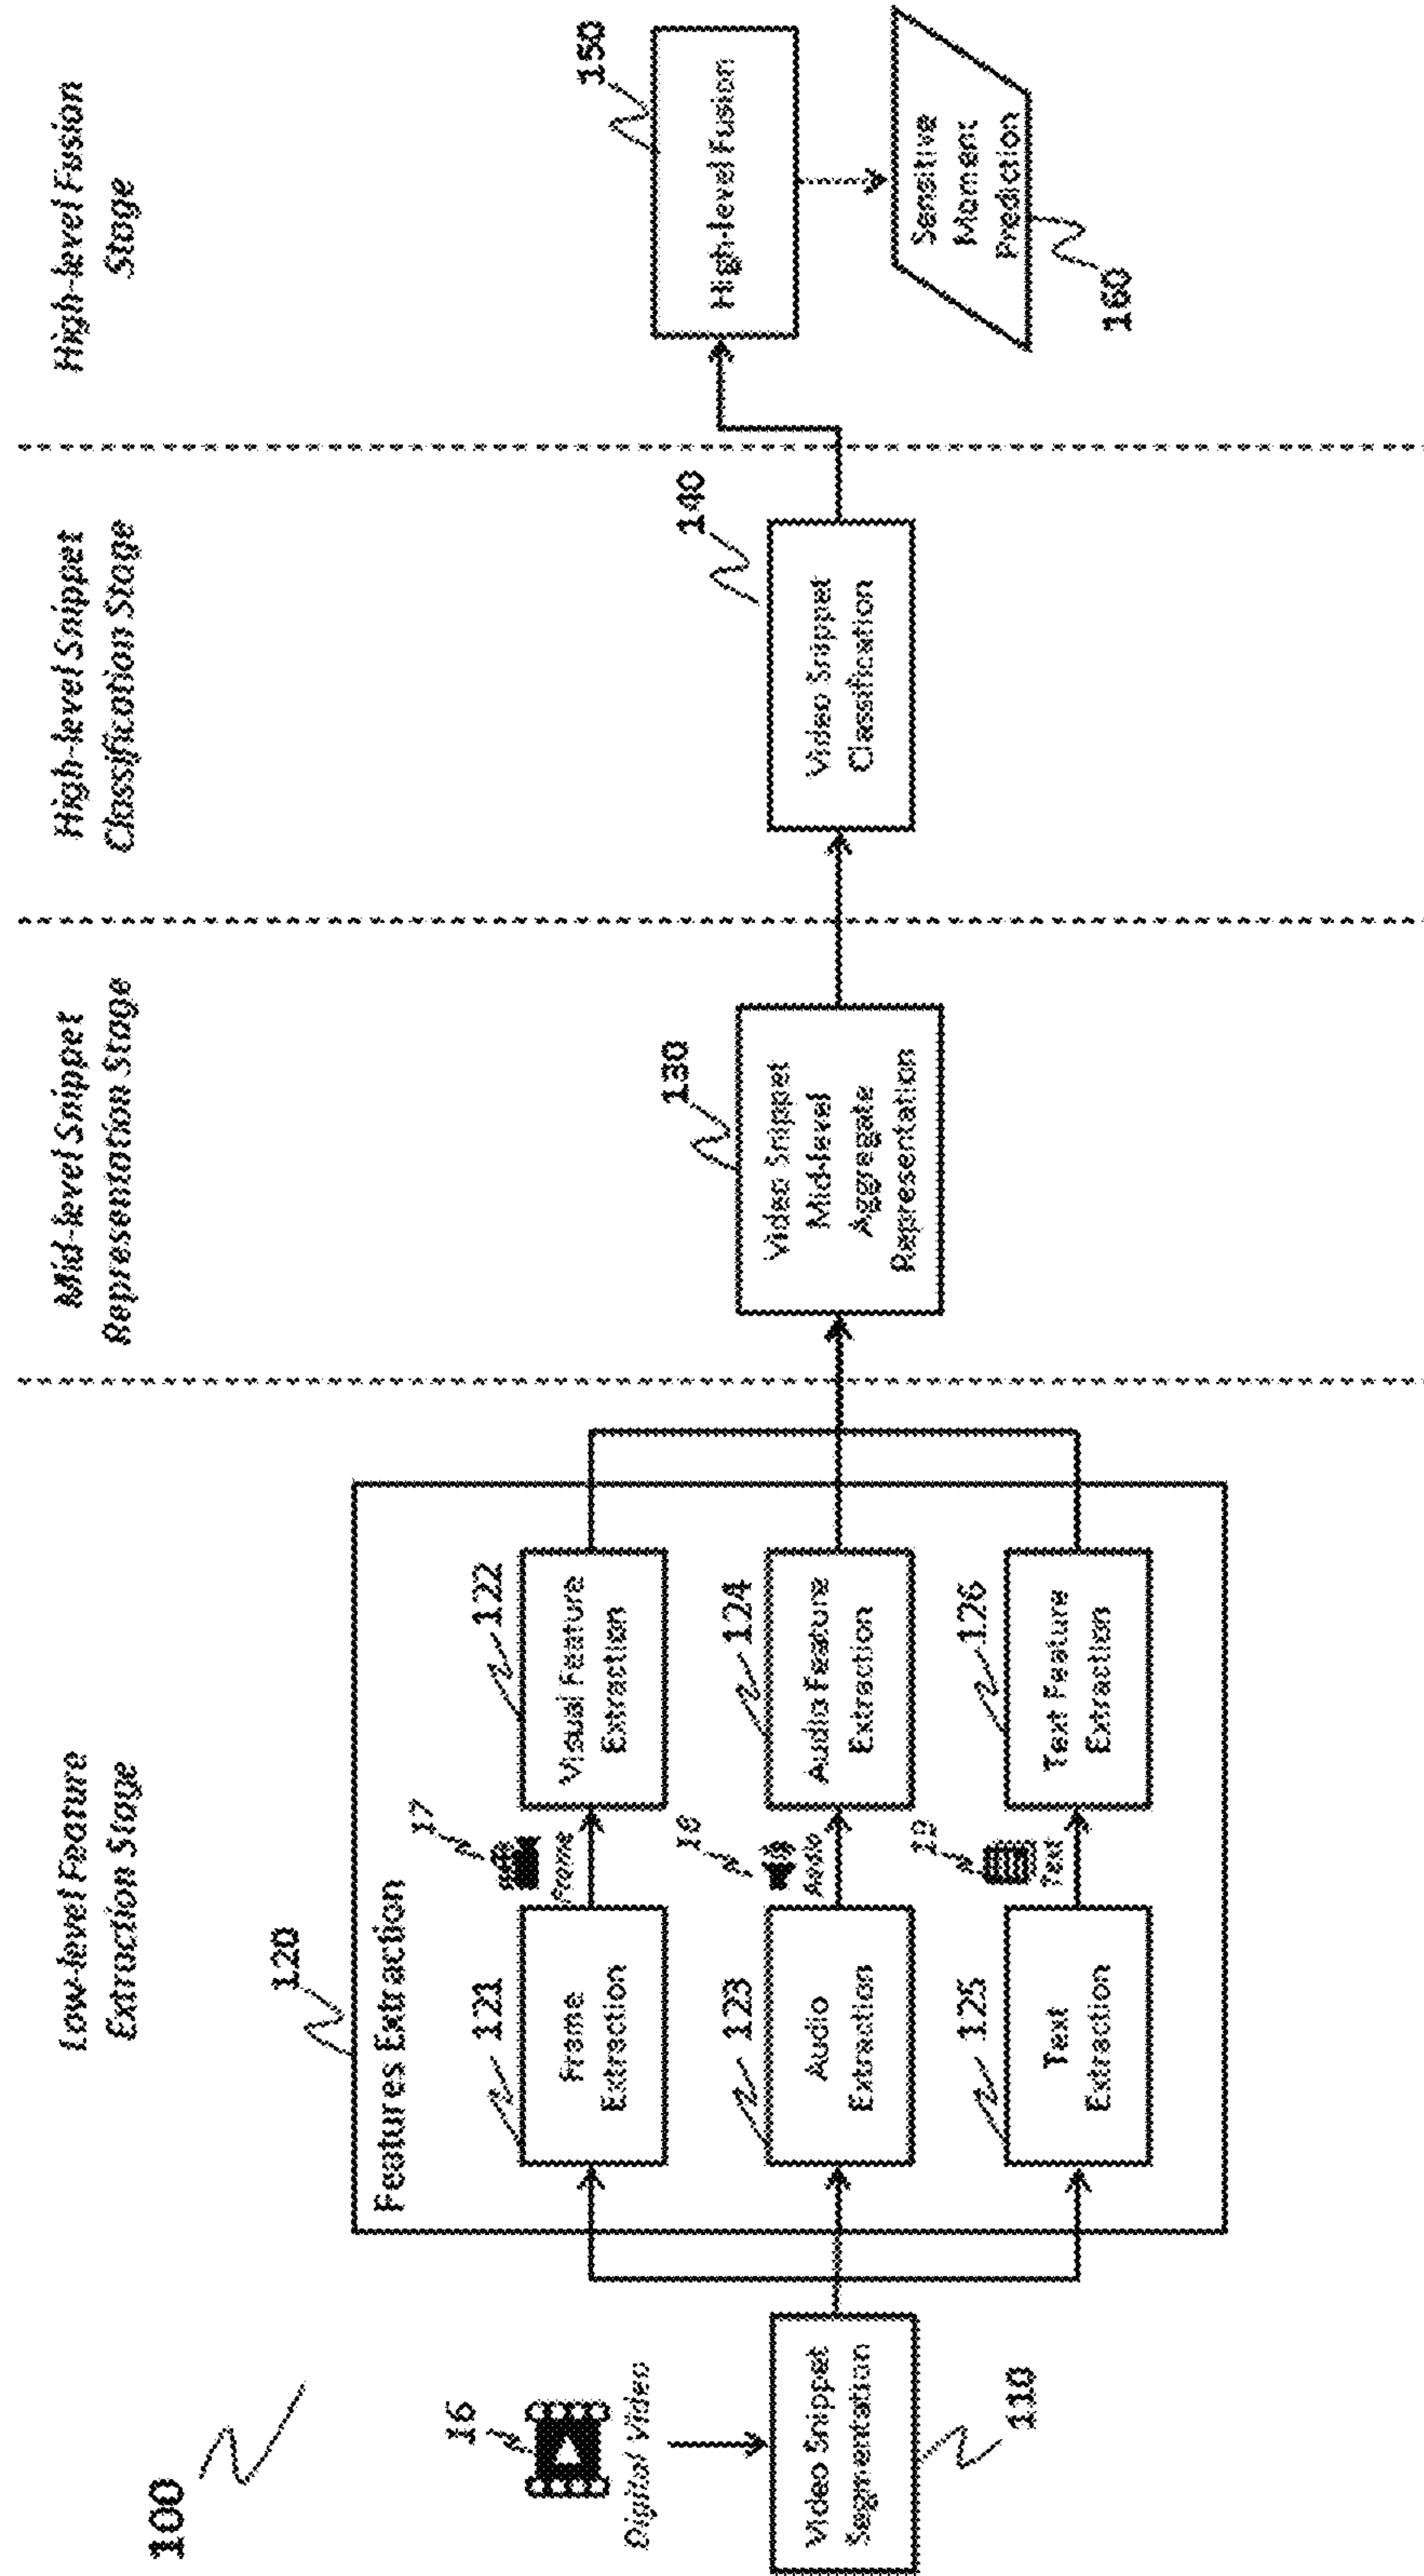 Low-level Feature
Extraction Stage
Mid-level Snippet
Representation Stage
High-level Snippet
Classification Stage
High-level Fusion
Stage
100
16
Digital Video
Video Snippet
Segmentation
110
120
Features Extraction
121
Frame
Extraction
17
Frame
122
Visual Feature
Extraction
123
Audio
Extraction
18
Audio
124
Audio Feature
Extraction
125
Text
Extraction
19
Text
126
Text Feature
Extraction
130
Video Snippet
Mid-level
Aggregate
Representation
140
Video Snippet
Classification
150
High-level Fusion
Sensitive
Moment
Prediction
160